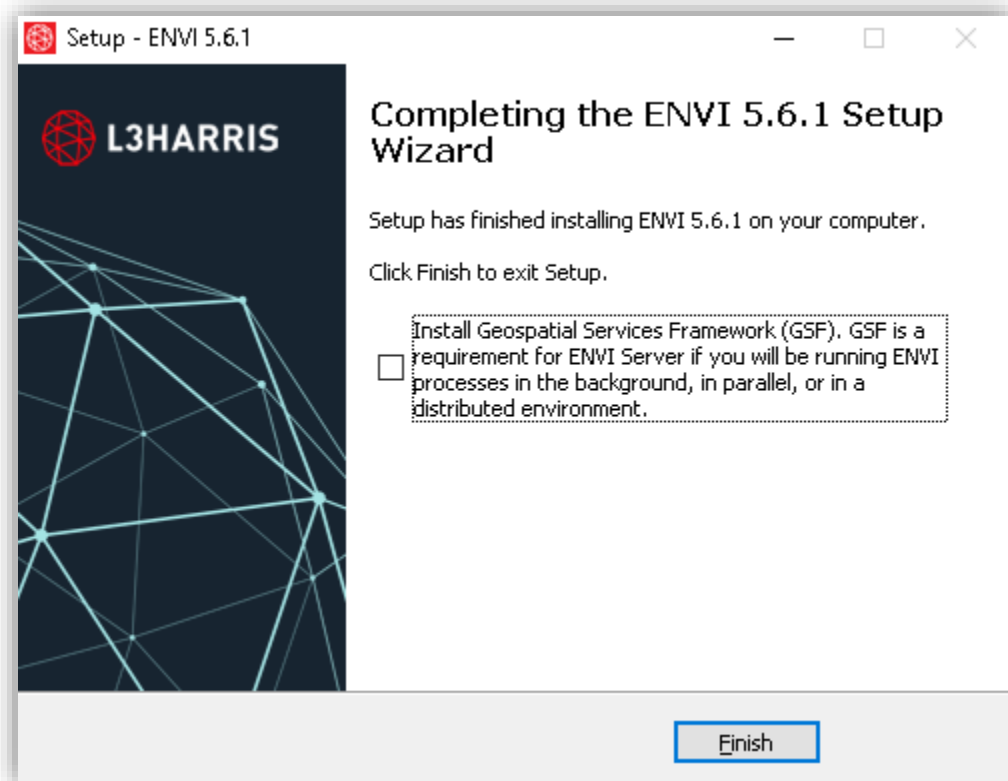 Setup - ENVI 5.6.1
L3HARRIS
Completing the ENVI 5.6.1 Setup
Wizard
Setup has finished installing ENVI 5.6.1 on your computer.
Click Finish to exit Setup.
Install Geospatial Services Framework (GSF). GSF is a
requirement for ENVI Server if you will be running ENVI
processes in the background, in parallel, or in a
distributed environment.
Finish